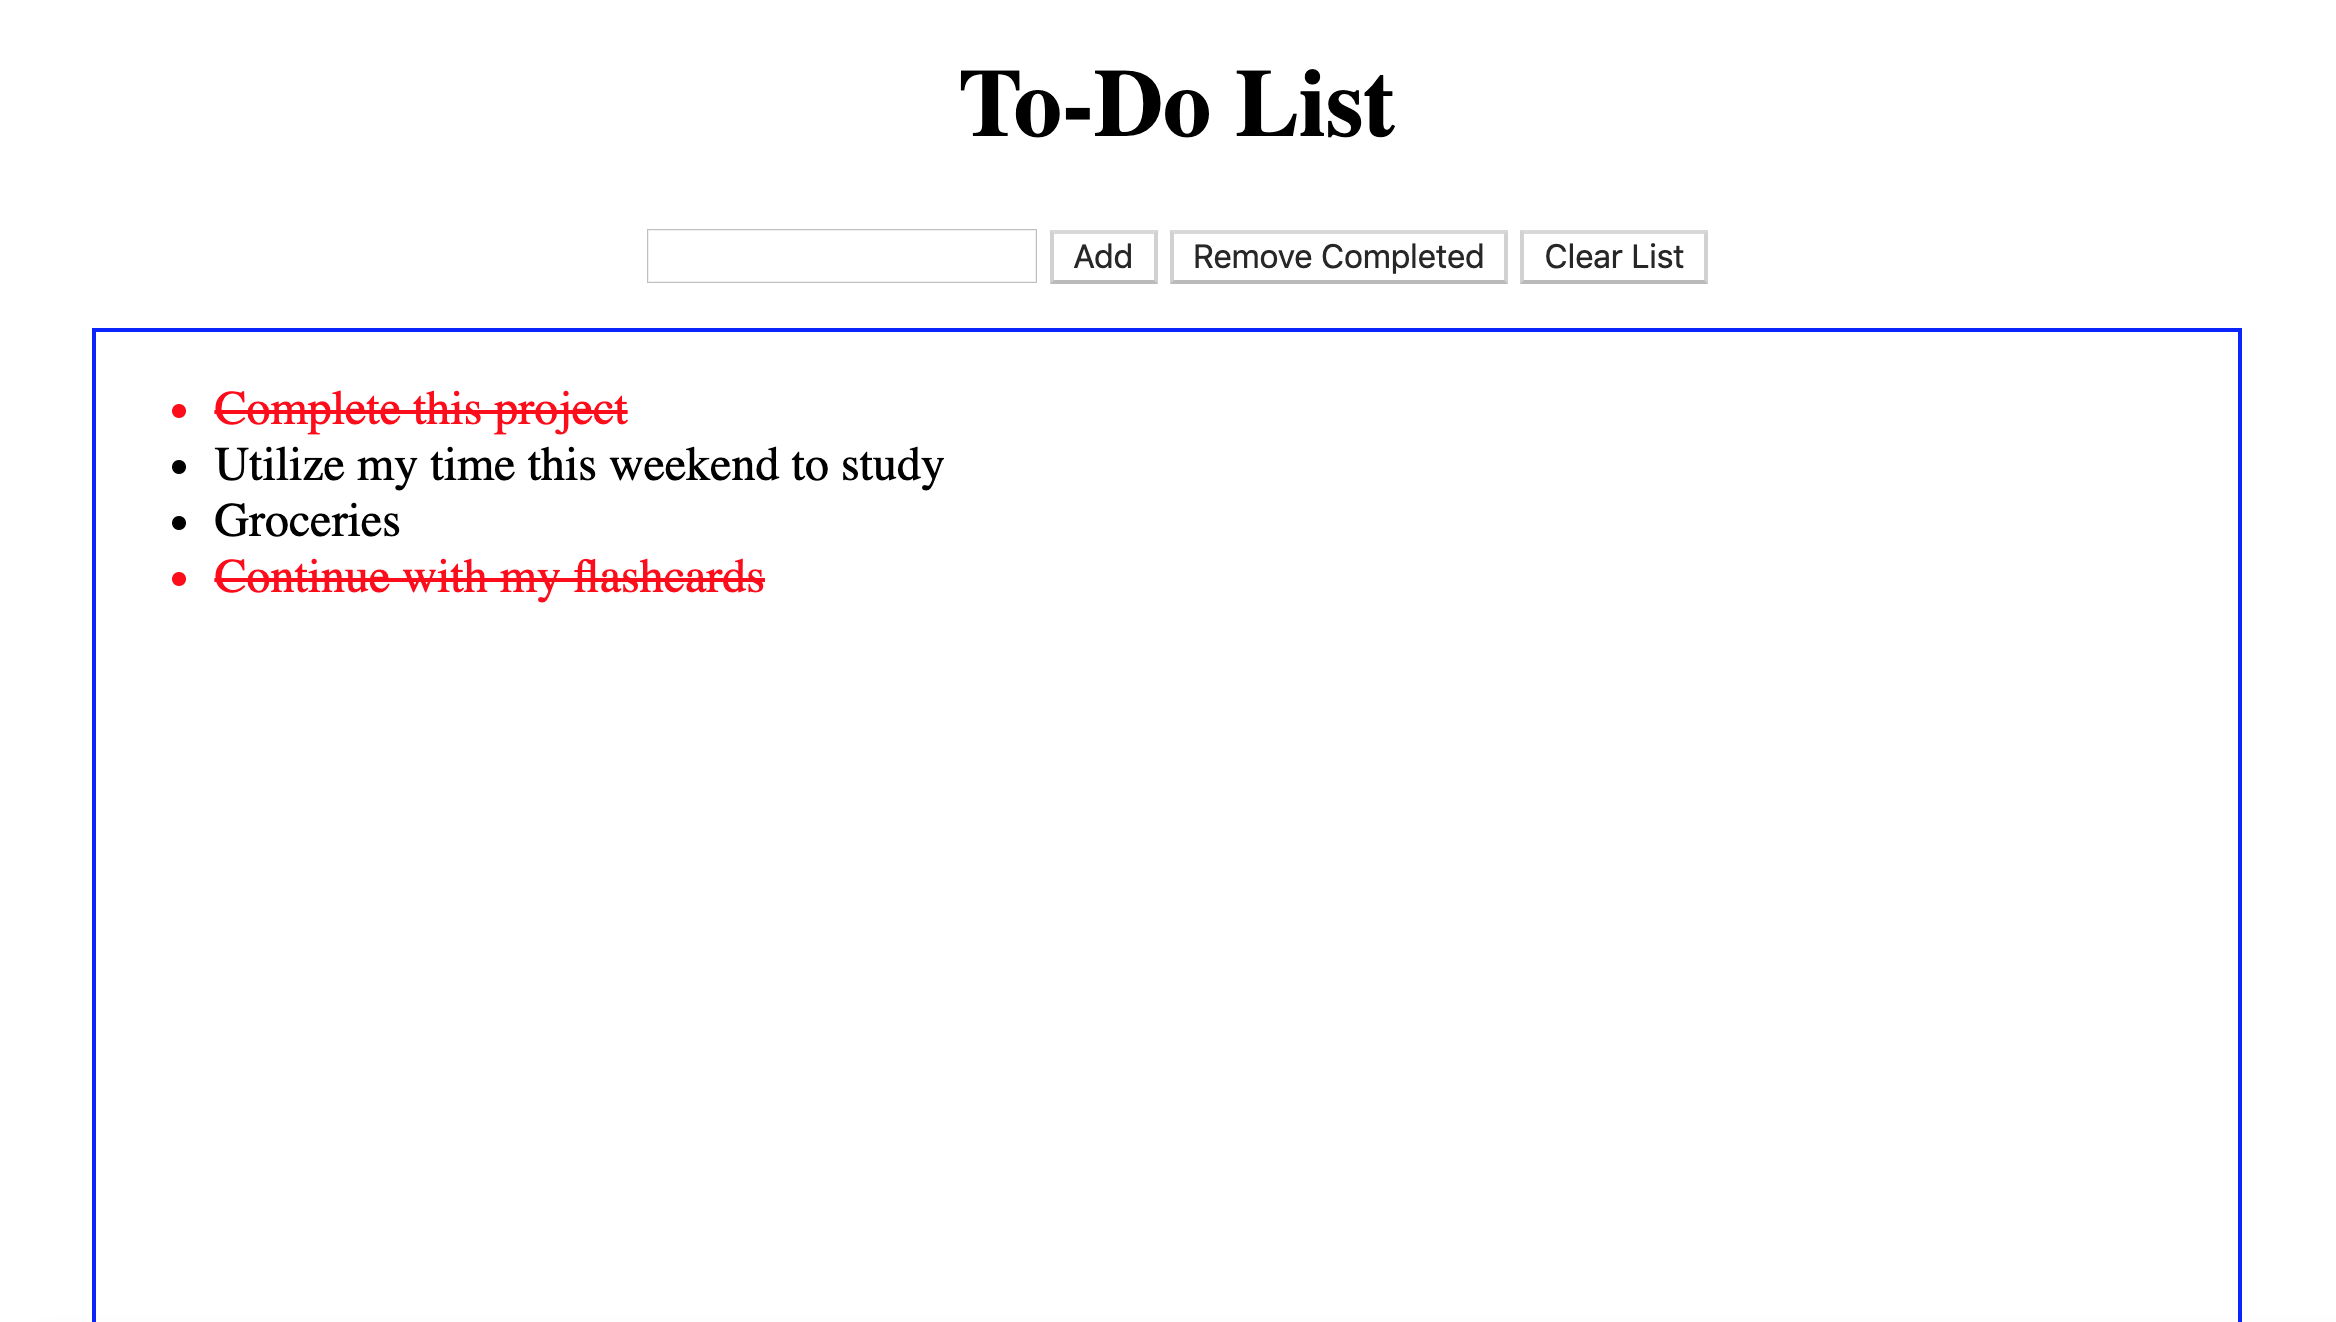 To-Do List
Add Remove Completed Clear List
Complete this project
Utilize my time this weekend to study
Groceries
Continue with my flashcards